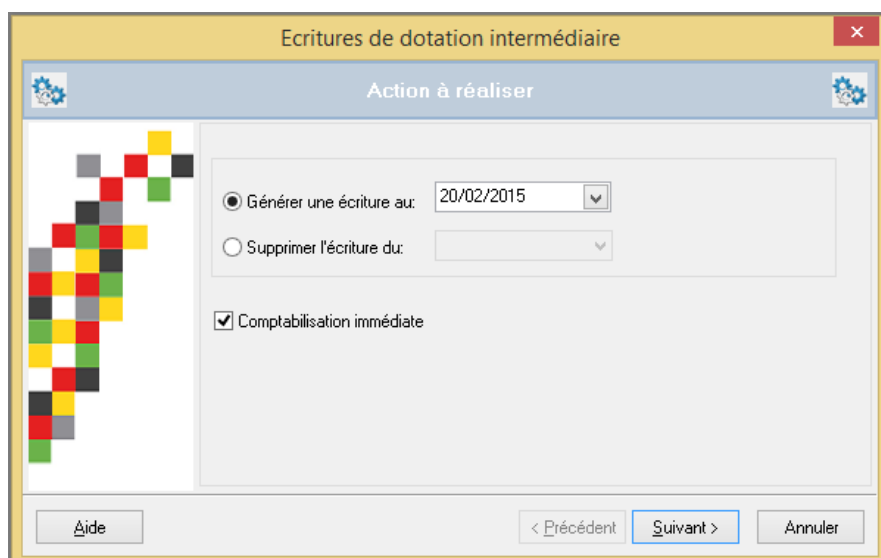 Ecritures de dotation intermédiaire
Action à réaliser
Générer une écriture au: 20/02/2015
Supprimer l'écriture du:
Comptabilisation immédiate
Aide < Précédent Suivant > Annuler